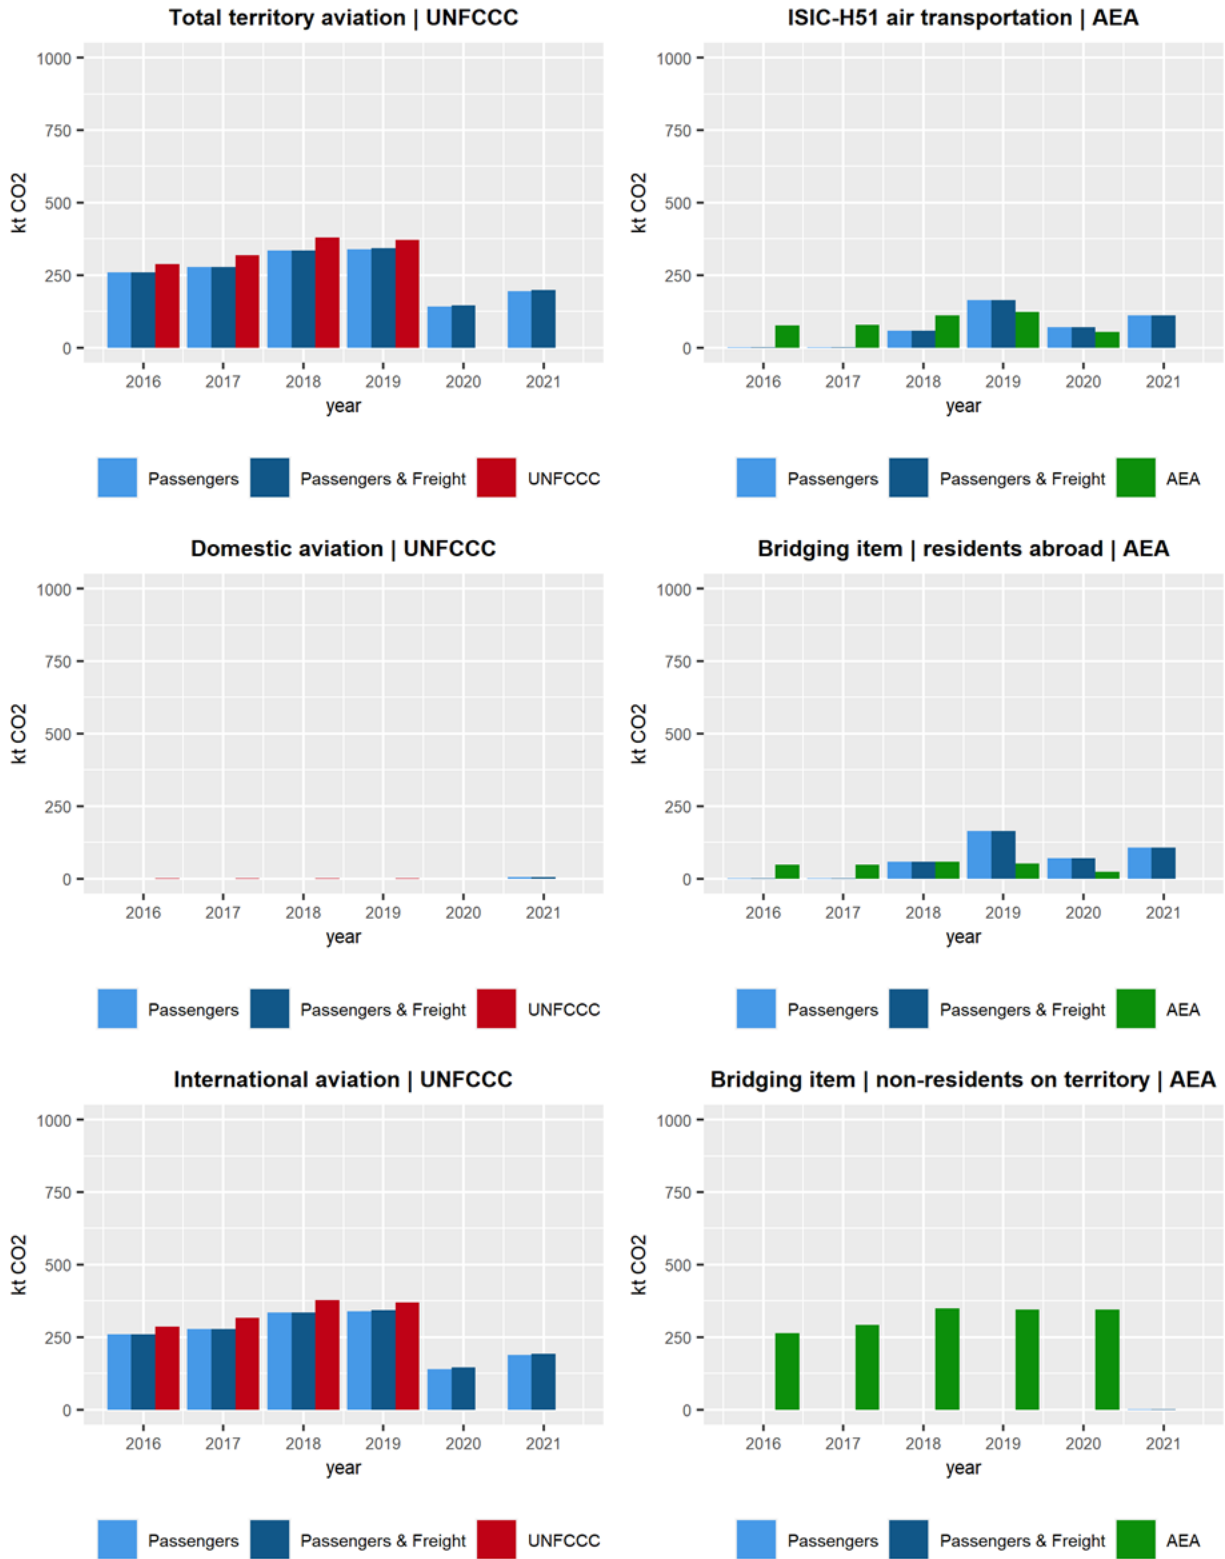 Total territory aviation | UNFCCC
1000
750
500
250
0
kt CO2
2016 2017 2018 2019 2020 2021
year
Passengers Passengers & Freight UNFCCC
ISIC-H51 air transportation | AEA
1000
750
500
250
0
kt CO2
2016 2017 2018 2019 2020 2021
year
Passengers Passengers & Freight AEA
Domestic aviation | UNFCCC
1000
750
500
250
0
kt CO2
2016 2017 2018 2019 2020 2021
year
Passengers Passengers & Freight UNFCCC
Bridging item | residents abroad | AEA
1000
750
500
250
0
kt CO2
2016 2017 2018 2019 2020 2021
year
Passengers Passengers & Freight AEA
International aviation | UNFCCC
1000
750
500
250
0
kt CO2
2016 2017 2018 2019 2020 2021
year
Passengers Passengers & Freight UNFCCC
Bridging item | non-residents on territory | AEA
1000
750
500
250
0
kt CO2
2016 2017 2018 2019 2020 2021
year
Passengers Passengers & Freight AEA